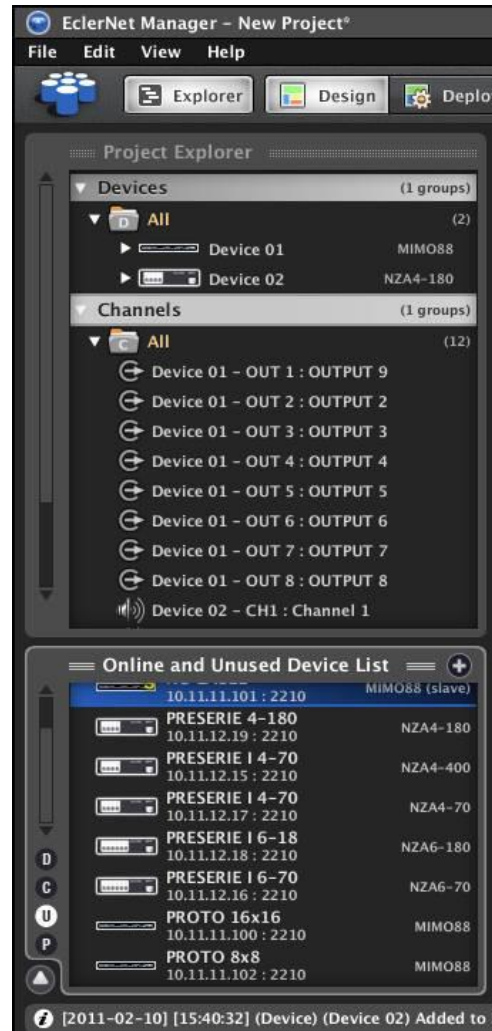 EclerNet Manager – New Project*
File Edit View Help
Explorer Design Deplo
Project Explorer
Devices (1 groups)
D All (2)
Device 01 MIMO88
Device 02 NZA4-180
Channels (1 groups)
C All (12)
Device 01 – OUT 1 : OUTPUT 9
Device 01 – OUT 2 : OUTPUT 2
Device 01 – OUT 3 : OUTPUT 3
Device 01 – OUT 4 : OUTPUT 4
Device 01 – OUT 5 : OUTPUT 5
Device 01 – OUT 6 : OUTPUT 6
Device 01 – OUT 7 : OUTPUT 7
Device 01 – OUT 8 : OUTPUT 8
Device 02 – CH1 : Channel 1
Online and Unused Device List
10.11.11.101 : 2210 MIMO88 (slave)
PRESERIE 4-180
10.11.12.19 : 2210 NZA4-180
PRESERIE I 4-70
10.11.12.15 : 2210 NZA4-400
PRESERIE I 4-70
10.11.12.17 : 2210 NZA4-70
PRESERIE I 6-18
10.11.12.18 : 2210 NZA6-180
PRESERIE I 6-70
10.11.12.16 : 2210 NZA6-70
PROTO 16x16
10.11.11.100 : 2210 MIMO88
PROTO 8x8
10.11.11.102 : 2210 MIMO88
D
C
U
P
[2011-02-10] [15:40:32] (Device) (Device 02) Added to